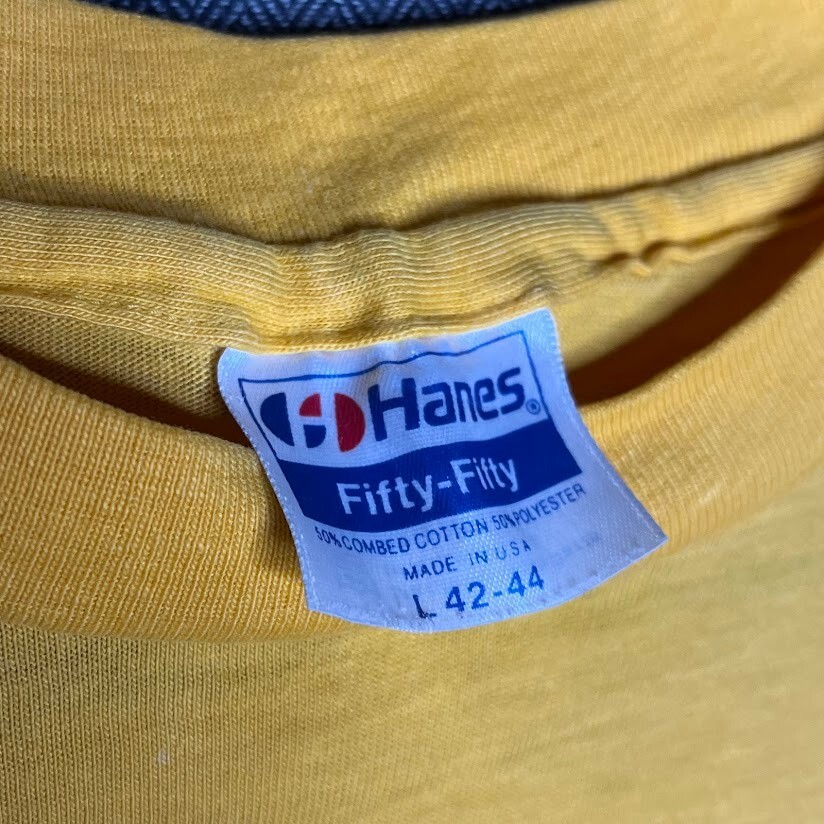 Hanes®
Fifty-Fifty
50% COMBED COTTON 50% POLYESTER
MADE IN USA
L 42-44